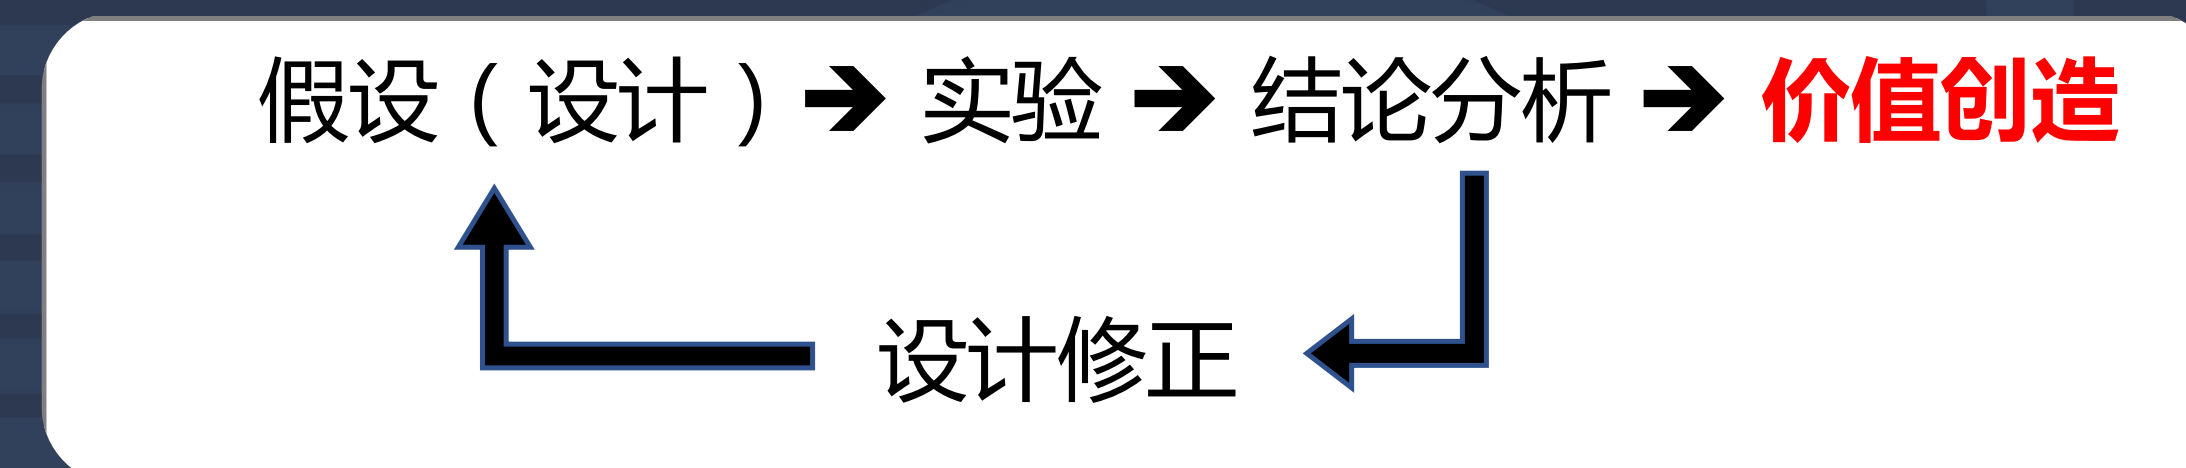 假设（设计）➔ 实验 ➔ 结论分析 ➔ 价值创造
设计修正